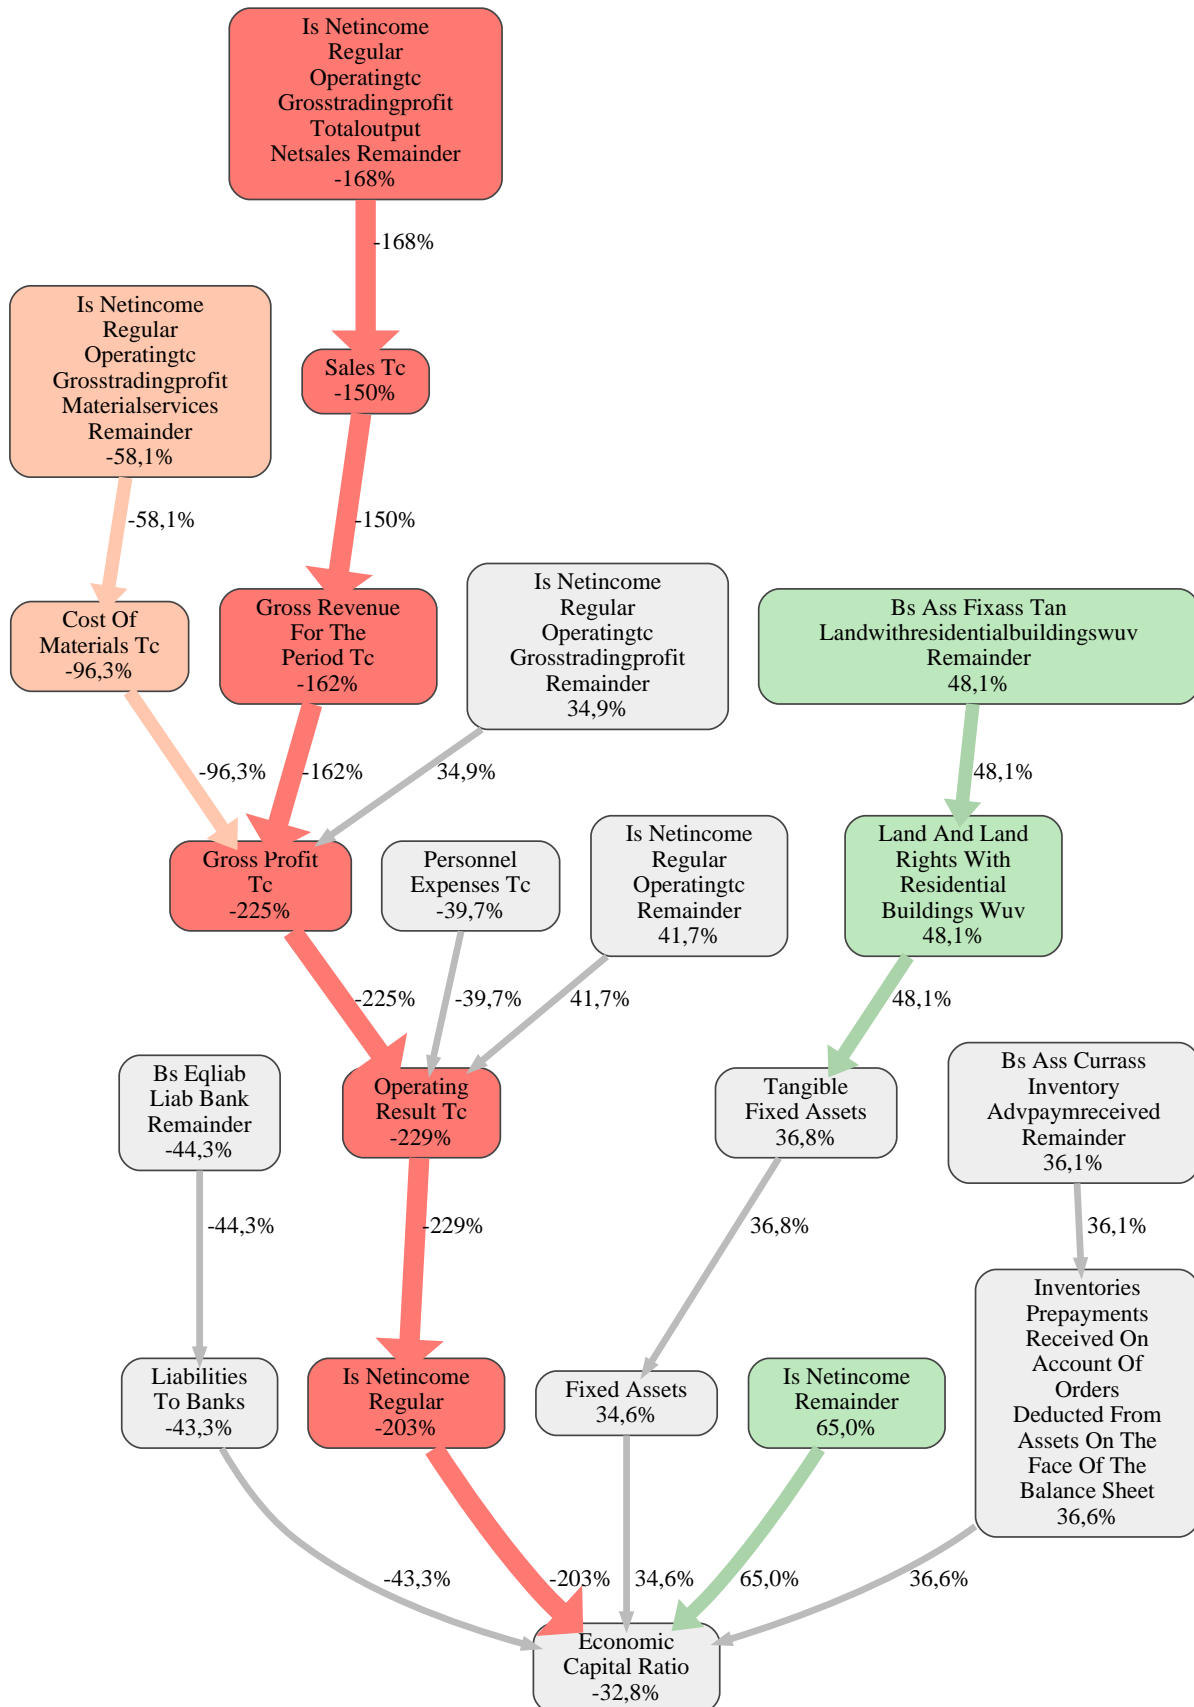 Is Netincome
Regular
Operatingtc
Grosstradingprofit
Totaloutput
Netsales Remainder
-168%
-168%
Is Netincome
Regular
Operatingtc
Grosstradingprofit
Materialservices
Remainder
-58,1%
Sales Tc
-150%
-58,1%
-150%
Cost Of
Materials Tc
-96,3%
Gross Revenue
For The
Period Tc
-162%
Is Netincome
Regular
Operatingtc
Grosstradingprofit
Remainder
34,9%
Bs Ass Fixass Tan
Landwithresidentialbuildingswuv
Remainder
48,1%
-96,3%
-162%
34,9%
48,1%
Gross Profit
Tc
-225%
Personnel
Expenses Tc
-39,7%
Is Netincome
Regular
Operatingtc
Remainder
41,7%
Land And Land
Rights With
Residential
Buildings Wuv
48,1%
-225%
-39,7%
41,7%
48,1%
Bs Eqliab
Liab Bank
Remainder
-44,3%
Operating
Result Tc
-229%
Tangible
Fixed Assets
36,8%
Bs Ass Currass
Inventory
Advpaymreceived
Remainder
36,1%
-44,3%
-229%
36,8%
36,1%
Liabilities
To Banks
-43,3%
Is Netincome
Regular
-203%
Fixed Assets
34,6%
Is Netincome
Remainder
65,0%
Inventories
Prepayments
Received On
Account Of
Orders
Deducted From
Assets On The
Face Of The
Balance Sheet
36,6%
-43,3%
-203%
34,6%
65,0%
36,6%
Economic
Capital Ratio
-32,8%